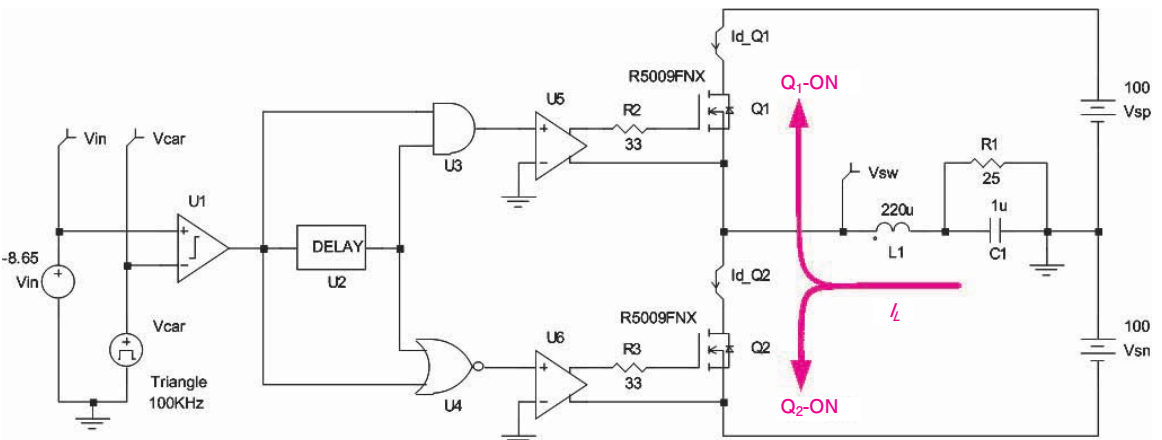 Id_Q1
R5009FNX
Q1
Q₁-ON
100
Vsp
Vin
Vcar
U5
R2
33
U3
U1
R1
25
Vsw
220u
L1
1u
C1
DELAY
U2
-8.65
Vin
Id_Q2
R5009FNX
Q2
I_L
Vcar
Triangle
100KHz
U6
R3
33
U4
100
Vsn
Q₂-ON
+
−